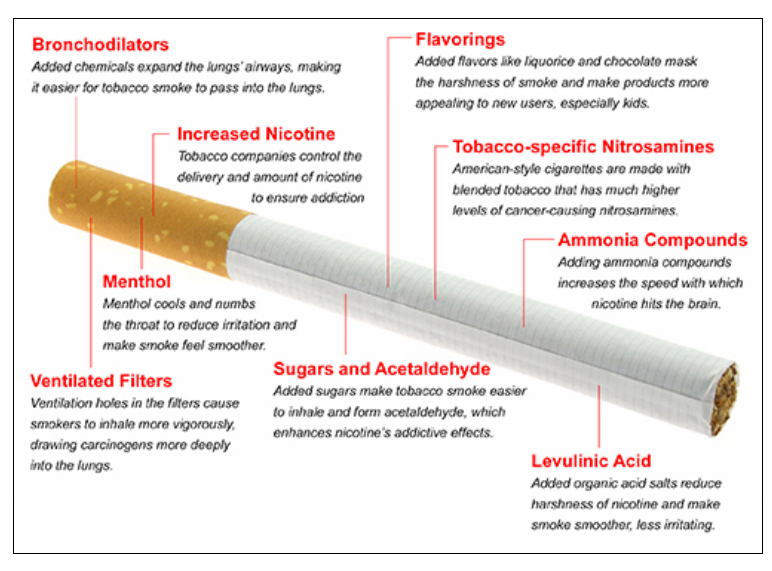 Bronchodilators
Added chemicals expand the lungs' airways, making
it easier for tobacco smoke to pass into the lungs.
Flavorings
Added flavors like liquorice and chocolate mask
the harshness of smoke and make products more
appealing to new users, especially kids.
Increased Nicotine
Tobacco companies control the
delivery and amount of nicotine
to ensure addiction
Tobacco-specific Nitrosamines
American-style cigarettes are made with
blended tobacco that has much higher
levels of cancer-causing nitrosamines.
Ammonia Compounds
Adding ammonia compounds
increases the speed with which
nicotine hits the brain.
Menthol
Menthol cools and numbs
the throat to reduce irritation and
make smoke feel smoother.
Ventilated Filters
Ventilation holes in the filters cause
smokers to inhale more vigorously,
drawing carcinogens more deeply
into the lungs.
Sugars and Acetaldehyde
Added sugars make tobacco smoke easier
to inhale and form acetaldehyde, which
enhances nicotine's addictive effects.
Levulinic Acid
Added organic acid salts reduce
harshness of nicotine and make
smoke smoother, less irritating.